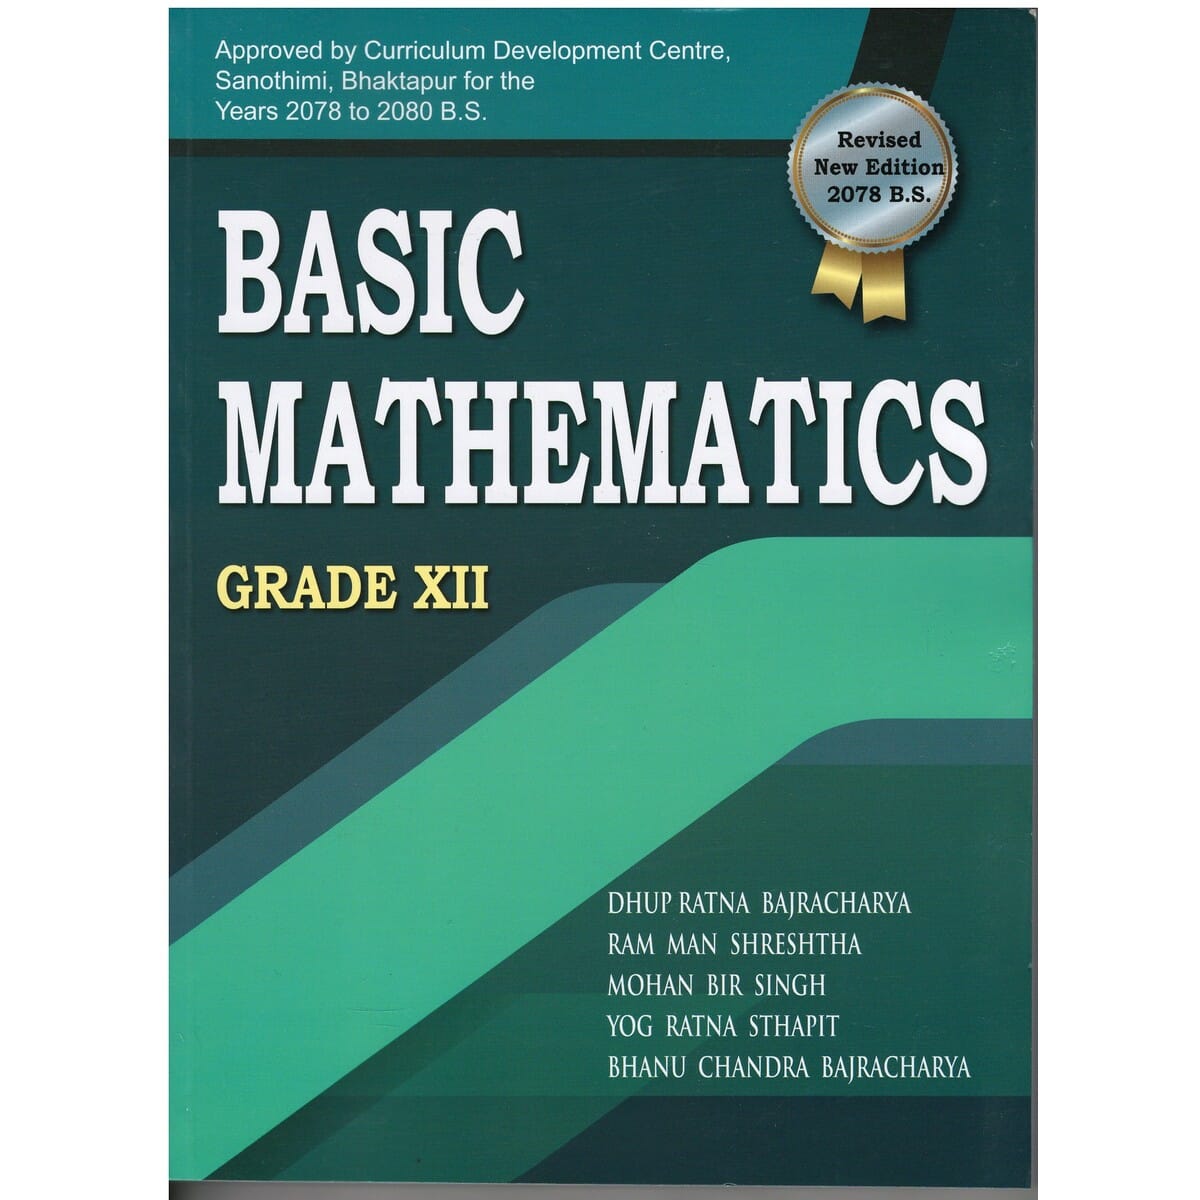 Approved by Curriculum Development Centre,
Sanothimi, Bhaktapur for the
Years 2078 to 2080 B.S.
Revised
New Edition
2078 B.S.
BASIC
MATHEMATICS
GRADE XII
DHUP RATNA BAJRACHARYA
RAM MAN SHRESHTHA
MOHAN BIR SINGH
YOG RATNA STHAPIT
BHANU CHANDRA BAJRACHARYA